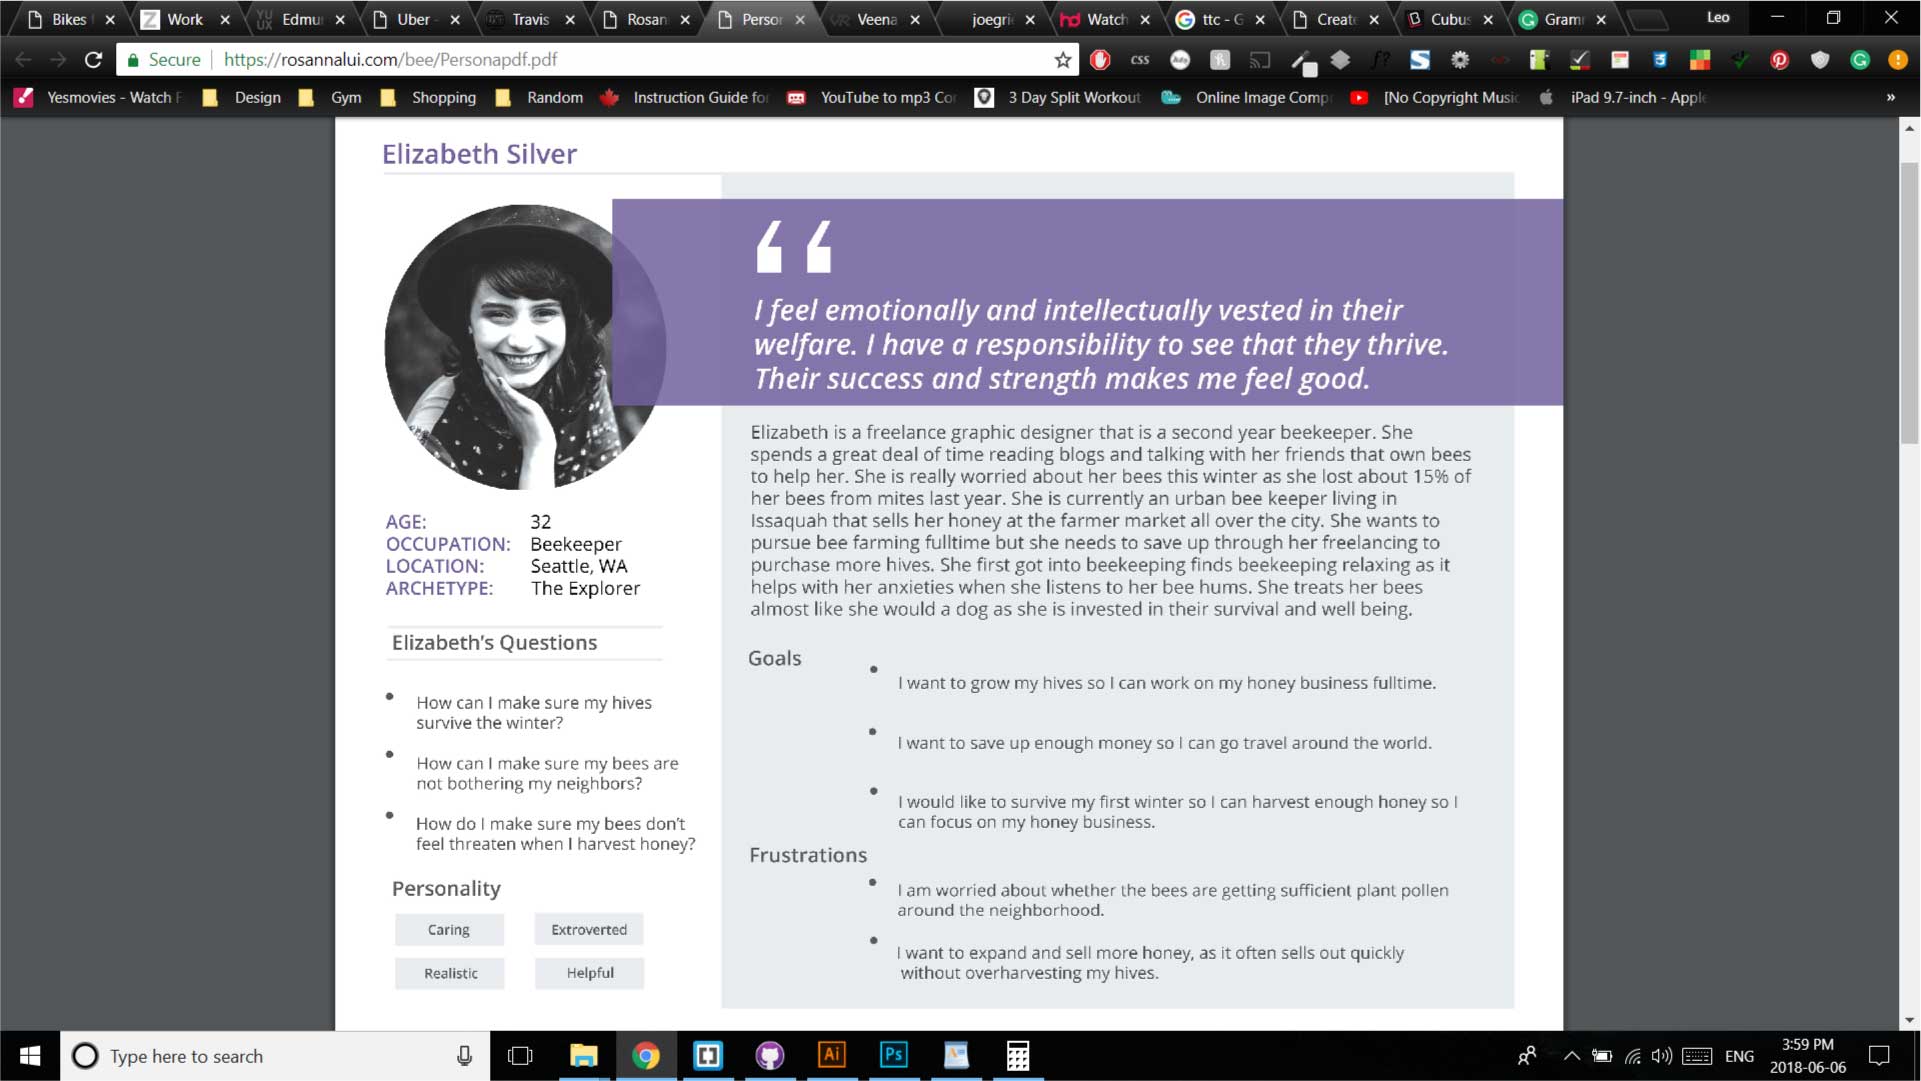 Bikes
Work
Edmu
Uber -
Travis
Rosan
Person
Veena
joegrie
Watch
ttc - G
Create
Cubus
Gramm
Leo
Secure
https://rosannalui.com/bee/Personapdf.pdf
css
f?
Yesmovies - Watch F
Design
Gym
Shopping
Random
Instruction Guide for
YouTube to mp3 Con
3 Day Split Workout
Online Image Comp
[No Copyright Music
iPad 9.7-inch - Apple
»
Elizabeth Silver
I feel emotionally and intellectually vested in their
welfare. I have a responsibility to see that they thrive.
Their success and strength makes me feel good.
AGE: 32
OCCUPATION: Beekeeper
LOCATION: Seattle, WA
ARCHETYPE: The Explorer
Elizabeth's Questions
How can I make sure my hives
survive the winter?
How can I make sure my bees are
not bothering my neighbors?
How do I make sure my bees don't
feel threaten when I harvest honey?
Personality
Caring
Extroverted
Realistic
Helpful
Elizabeth is a freelance graphic designer that is a second year beekeeper. She
spends a great deal of time reading blogs and talking with her friends that own bees
to help her. She is really worried about her bees this winter as she lost about 15% of
her bees from mites last year. She is currently an urban bee keeper living in
Issaquah that sells her honey at the farmer market all over the city. She wants to
pursue bee farming fulltime but she needs to save up through her freelancing to
purchase more hives. She first got into beekeeping finds beekeeping relaxing as it
helps with her anxieties when she listens to her bee hums. She treats her bees
almost like she would a dog as she is invested in their survival and well being.
Goals
I want to grow my hives so I can work on my honey business fulltime.
I want to save up enough money so I can go travel around the world.
I would like to survive my first winter so I can harvest enough honey so I
can focus on my honey business.
Frustrations
I am worried about whether the bees are getting sufficient plant pollen
around the neighborhood.
I want to expand and sell more honey, as it often sells out quickly
without overharvesting my hives.
Type here to search
Ai
Ps
ENG
3:59 PM
2018-06-06